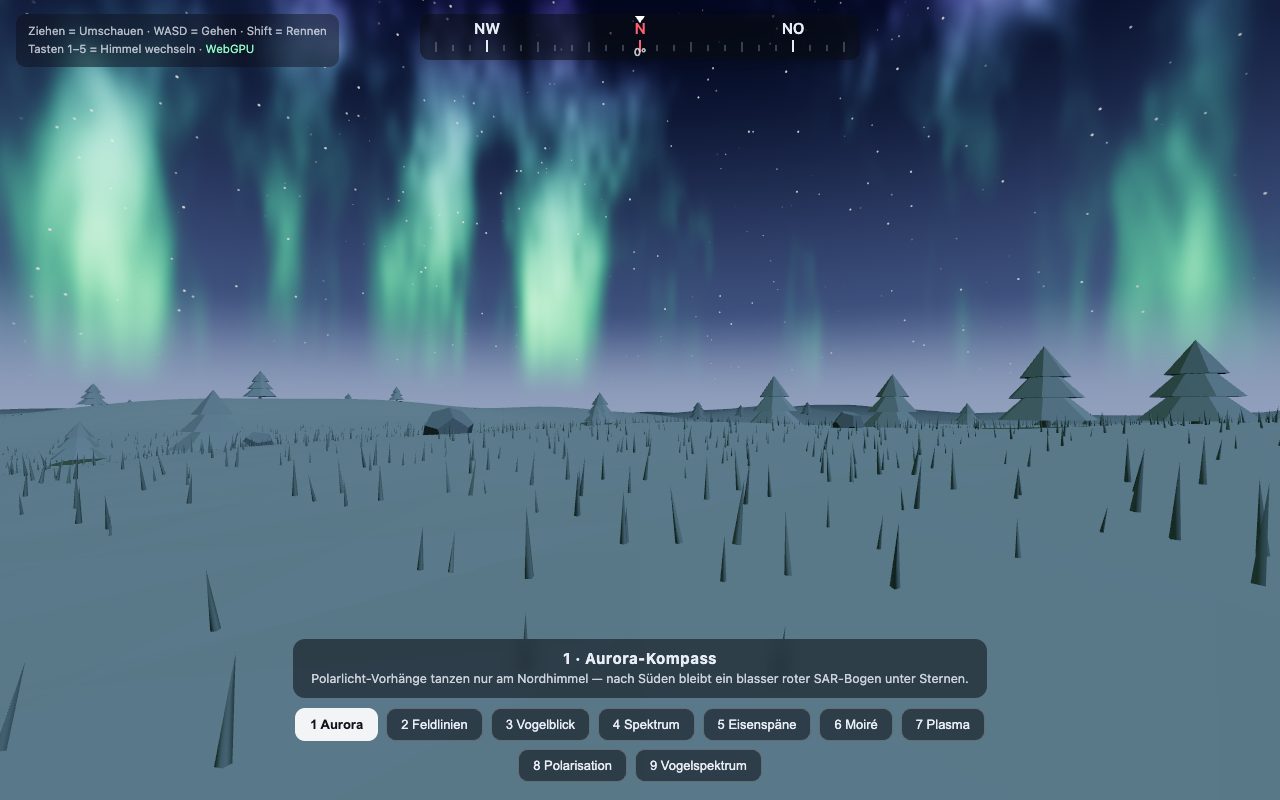 Ziehen = Umschauen · WASD = Gehen · Shift = Rennen
Tasten 1–5 = Himmel wechseln · WebGPU
NW N NO
0°
1 · Aurora-Kompass
Polarlicht-Vorhänge tanzen nur am Nordhimmel — nach Süden bleibt ein blasser roter SAR-Bogen unter Sternen.
1 Aurora 2 Feldlinien 3 Vogelblick 4 Spektrum 5 Eisenspäne 6 Moiré 7 Plasma
8 Polarisation 9 Vogelspektrum